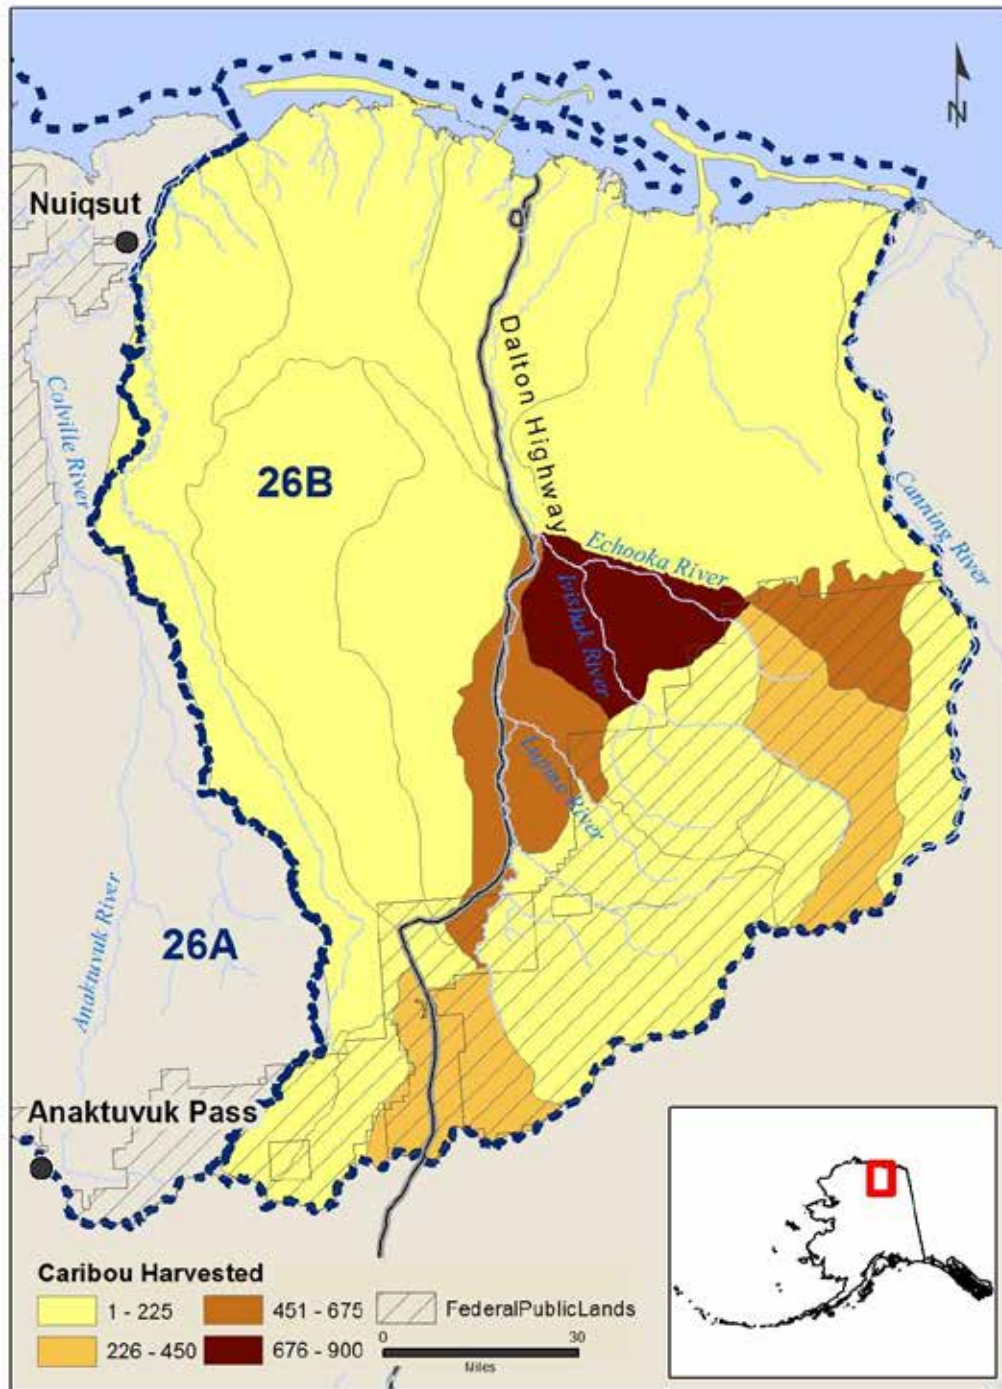 N
Nuiqsut
Dalton Highway
Colville River
26B
Canning River
Echooka River
Ivishak River
Lupine River
Anaktuvuk River
26A
Anaktuvuk Pass
Caribou Harvested
1 - 225
451 - 675
FederalPublicLands
226 - 450
676 - 900
0 30
Miles